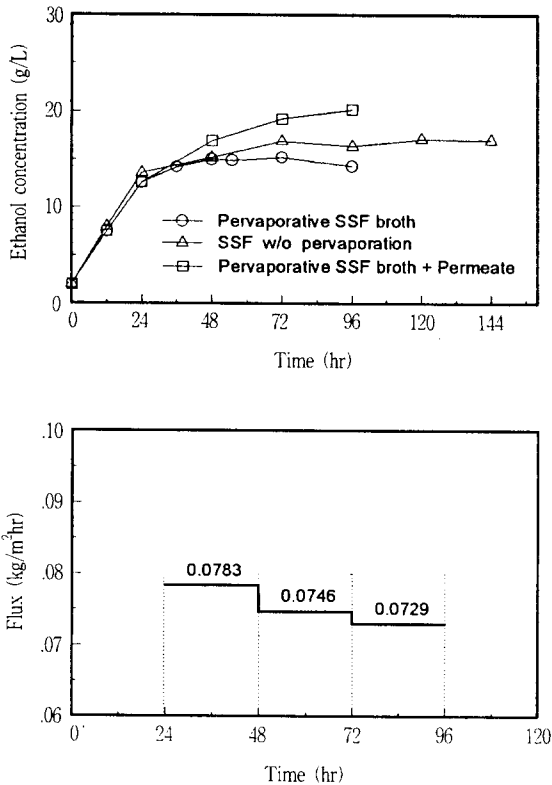 30
20
10
0
Ethanol concentration (g/L)
Pervaporative SSF broth
SSF w/o pervaporation
Pervaporative SSF broth + Permeate
0 24 48 72 96 120 144
Time (hr)
.10
.09
.08
.07
.06
Flux (kg/m²hr)
0.0783
0.0746
0.0729
0 24 48 72 96 120
Time (hr)